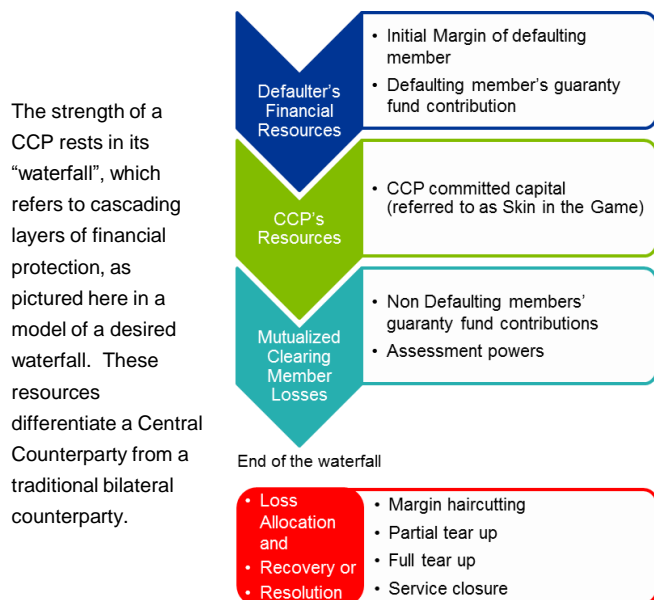 The strength of a
CCP rests in its
“waterfall”, which
refers to cascading
layers of financial
protection, as
pictured here in a
model of a desired
waterfall.  These
resources
differentiate a Central
Counterparty from a
traditional bilateral
counterparty.
Defaulter’s
Financial
Resources
• Initial Margin of defaulting
member
• Defaulting member’s guaranty
fund contribution
CCP’s
Resources
• CCP committed capital
(referred to as Skin in the Game)
Mutualized
Clearing
Member
Losses
• Non Defaulting members’
guaranty fund contributions
• Assessment powers
End of the waterfall
• Loss
Allocation
and
• Recovery or
• Resolution
• Margin haircutting
• Partial tear up
• Full tear up
• Service closure